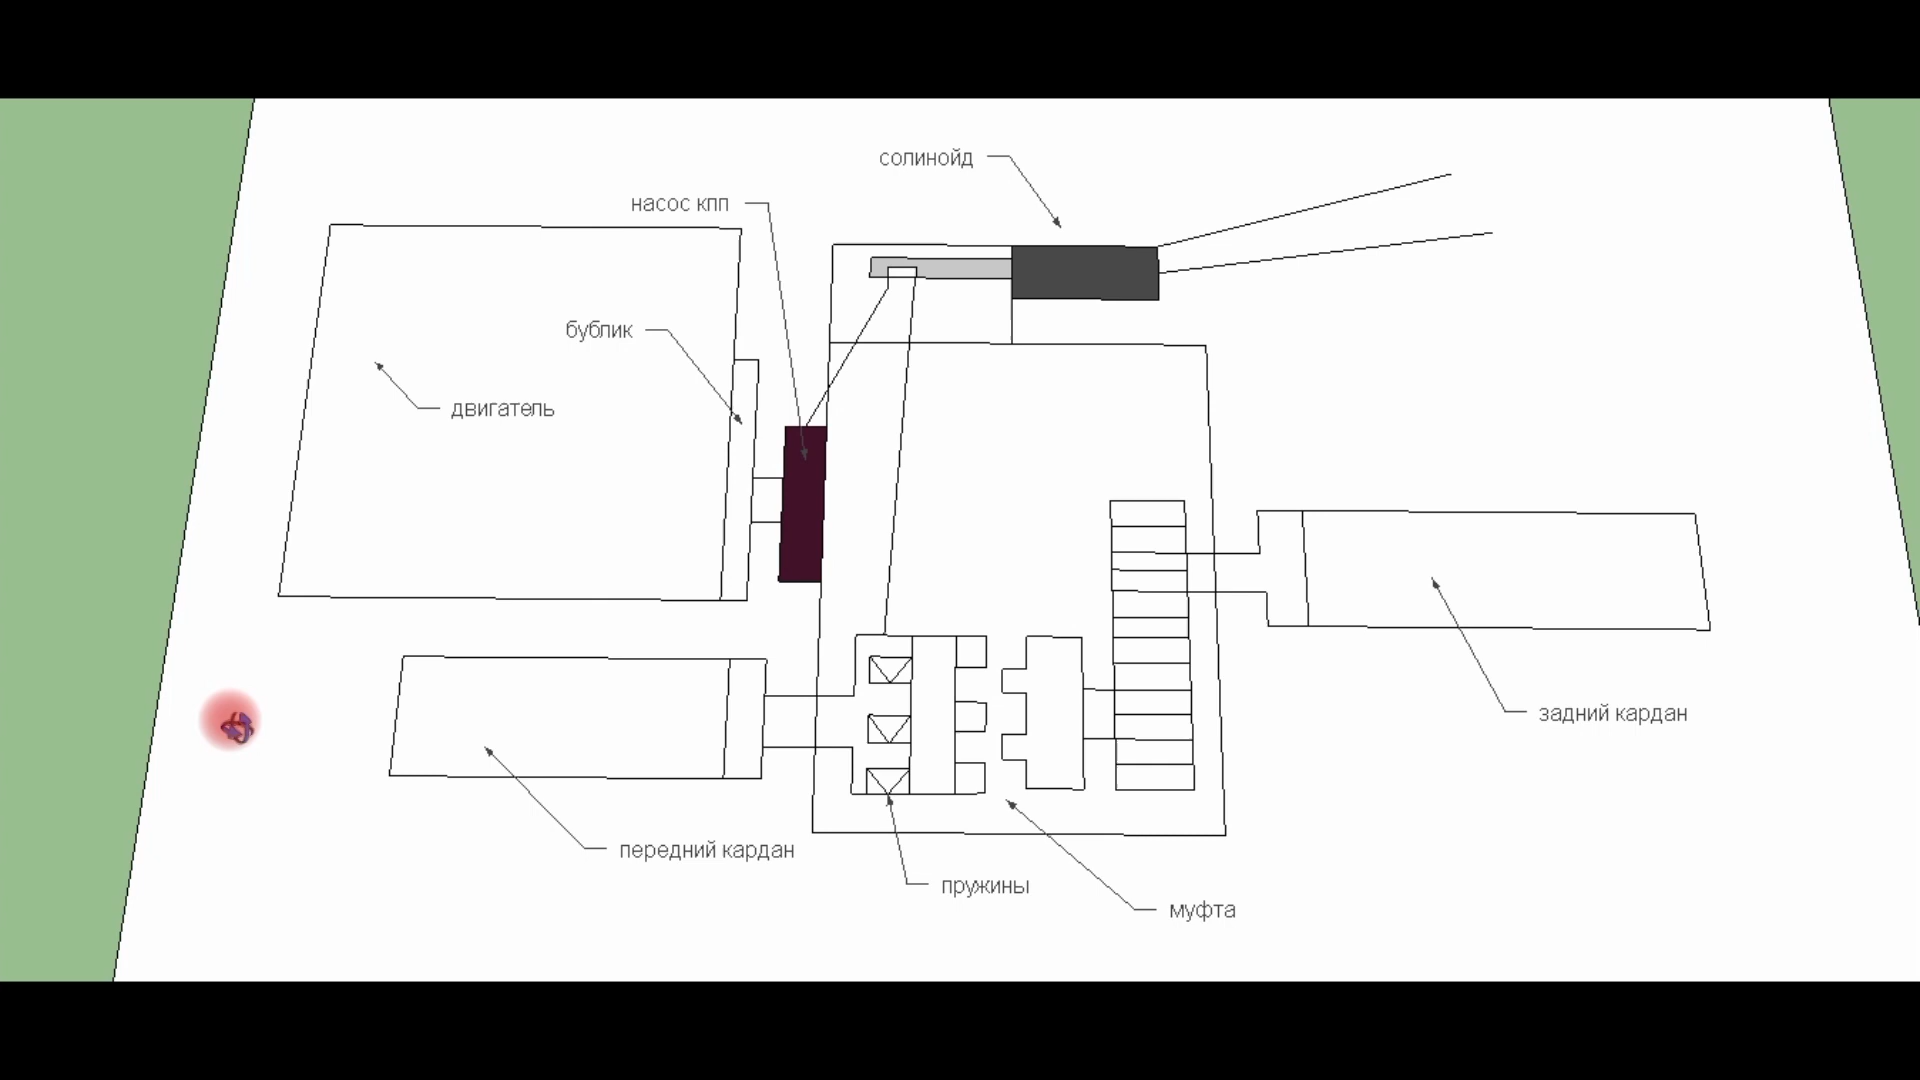 солинойд
насос кпп
бублик
двигатель
задний кардан
передний кардан
пружины
муфта